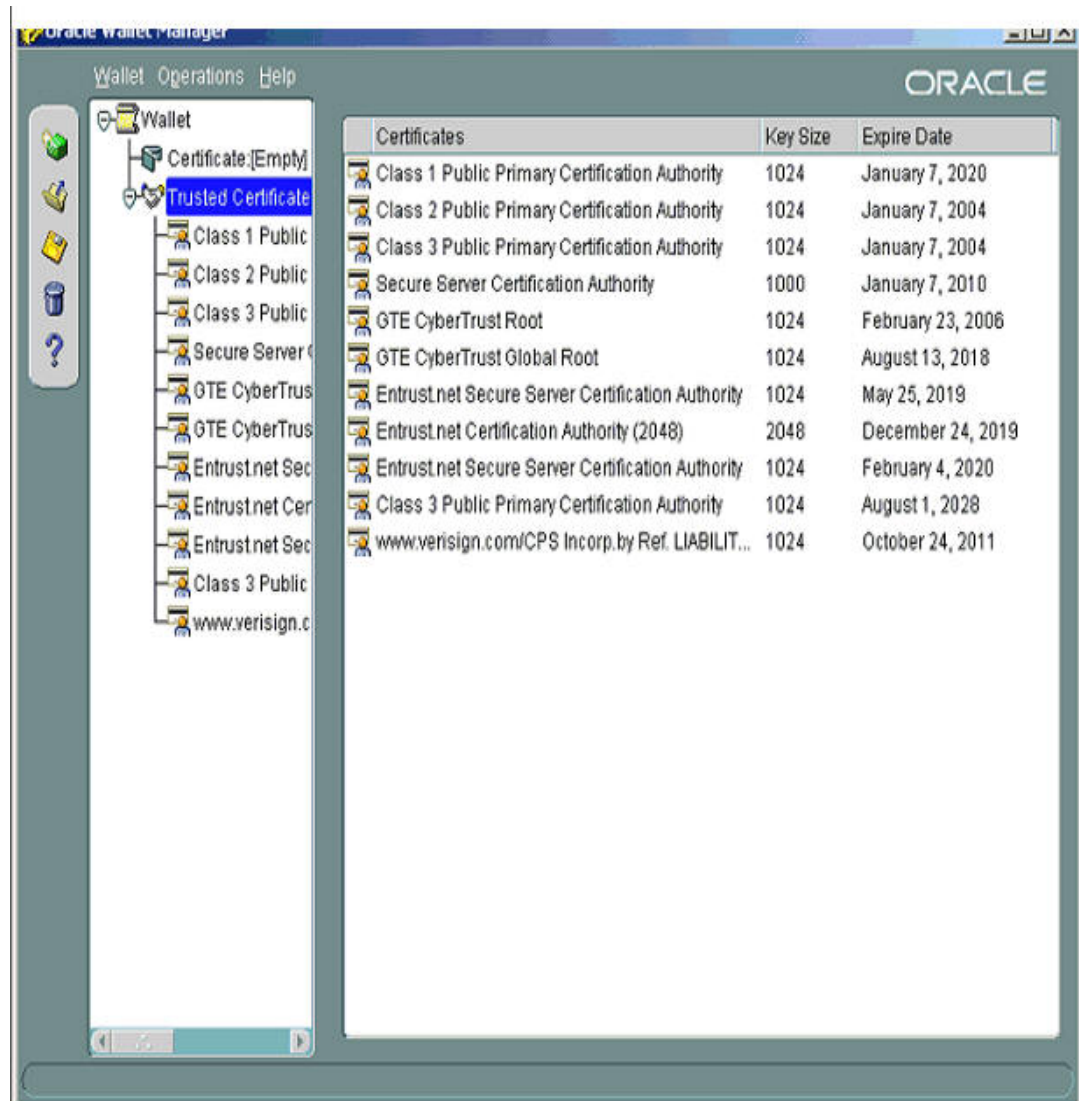 Oracle Wallet Manager
Wallet Operations Help
ORACLE
Wallet
Certificate:[Empty]
Trusted Certificate
Class 1 Public
Class 2 Public
Class 3 Public
Secure Server
GTE CyberTrus
GTE CyberTrus
Entrust.net Sec
Entrust.net Cer
Entrust.net Sec
Class 3 Public
www.verisign.c
Certificates Key Size Expire Date
Class 1 Public Primary Certification Authority 1024 January 7, 2020
Class 2 Public Primary Certification Authority 1024 January 7, 2004
Class 3 Public Primary Certification Authority 1024 January 7, 2004
Secure Server Certification Authority 1000 January 7, 2010
GTE CyberTrust Root 1024 February 23, 2006
GTE CyberTrust Global Root 1024 August 13, 2018
Entrust.net Secure Server Certification Authority 1024 May 25, 2019
Entrust.net Certification Authority (2048) 2048 December 24, 2019
Entrust.net Secure Server Certification Authority 1024 February 4, 2020
Class 3 Public Primary Certification Authority 1024 August 1, 2028
www.verisign.com/CPS Incorp.by Ref. LIABILIT... 1024 October 24, 2011